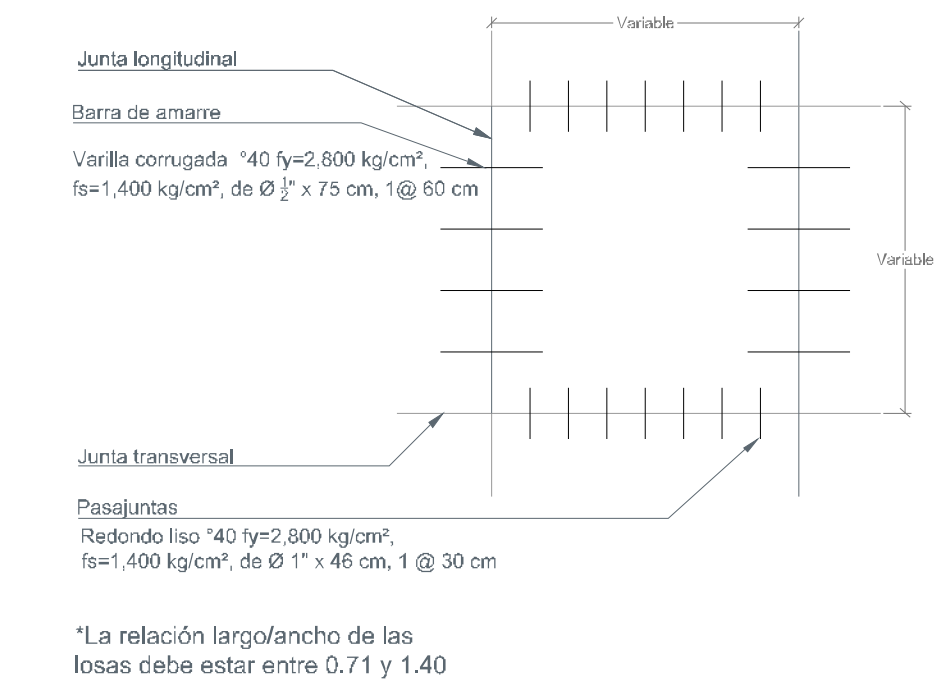 Variable
Junta longitudinal
Barra de amarre
Varilla corrugada °40 fy=2,800 kg/cm²,
fs=1,400 kg/cm², de Ø ½" x 75 cm, 1@ 60 cm
Variable
Junta transversal
Pasajuntas
Redondo liso °40 fy=2,800 kg/cm²,
fs=1,400 kg/cm², de Ø 1" x 46 cm, 1 @ 30 cm
*La relación largo/ancho de las
losas debe estar entre 0.71 y 1.40